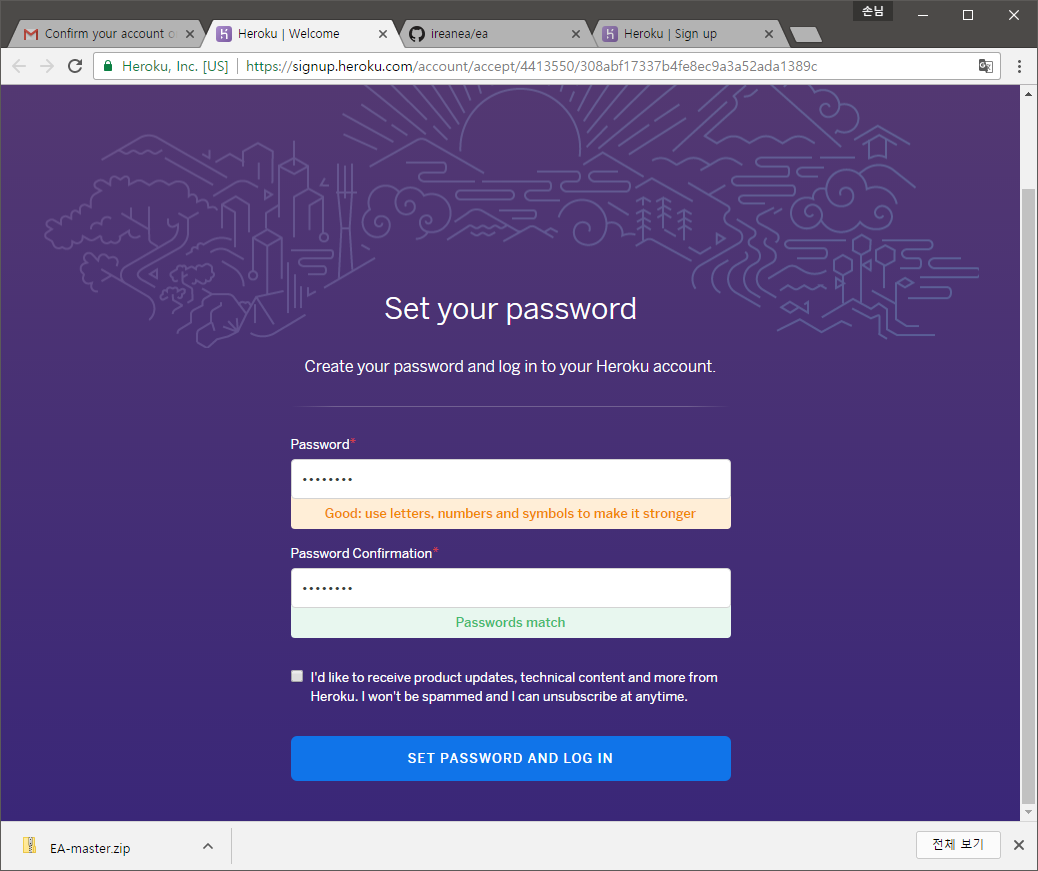 손님
Confirm your account o
Heroku | Welcome
ireanea/ea
Heroku | Sign up
Heroku, Inc. [US]
https://signup.heroku.com/account/accept/4413550/308abf17337b4fe8ec9a3a52ada1389c
Set your password
Create your password and log in to your Heroku account.
Password*
••••••••
Good: use letters, numbers and symbols to make it stronger
Password Confirmation*
••••••••
Passwords match
I'd like to receive product updates, technical content and more from
Heroku. I won't be spammed and I can unsubscribe at anytime.
SET PASSWORD AND LOG IN
EA-master.zip
전체 보기